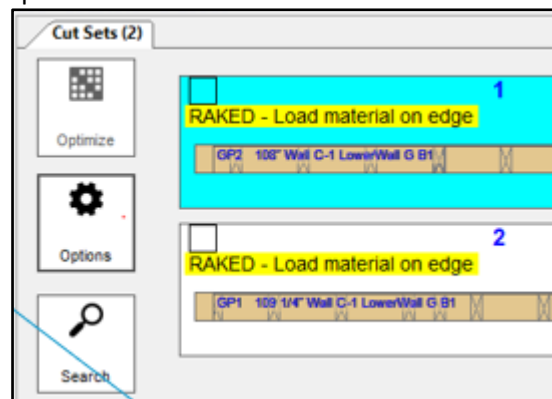 Cut Sets (2)
Optimize
1
RAKED - Load material on edge
GP2 108" Wall C-1 LowerWall G B1
Options
2
RAKED - Load material on edge
GP1 109 1/4" Wall C-1 LowerWall G B1
Search